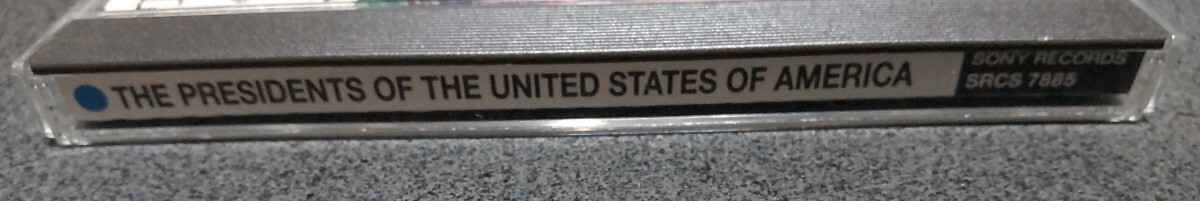 THE PRESIDENTS OF THE UNITED STATES OF AMERICA
SONY RECORDS
SRCS 7885